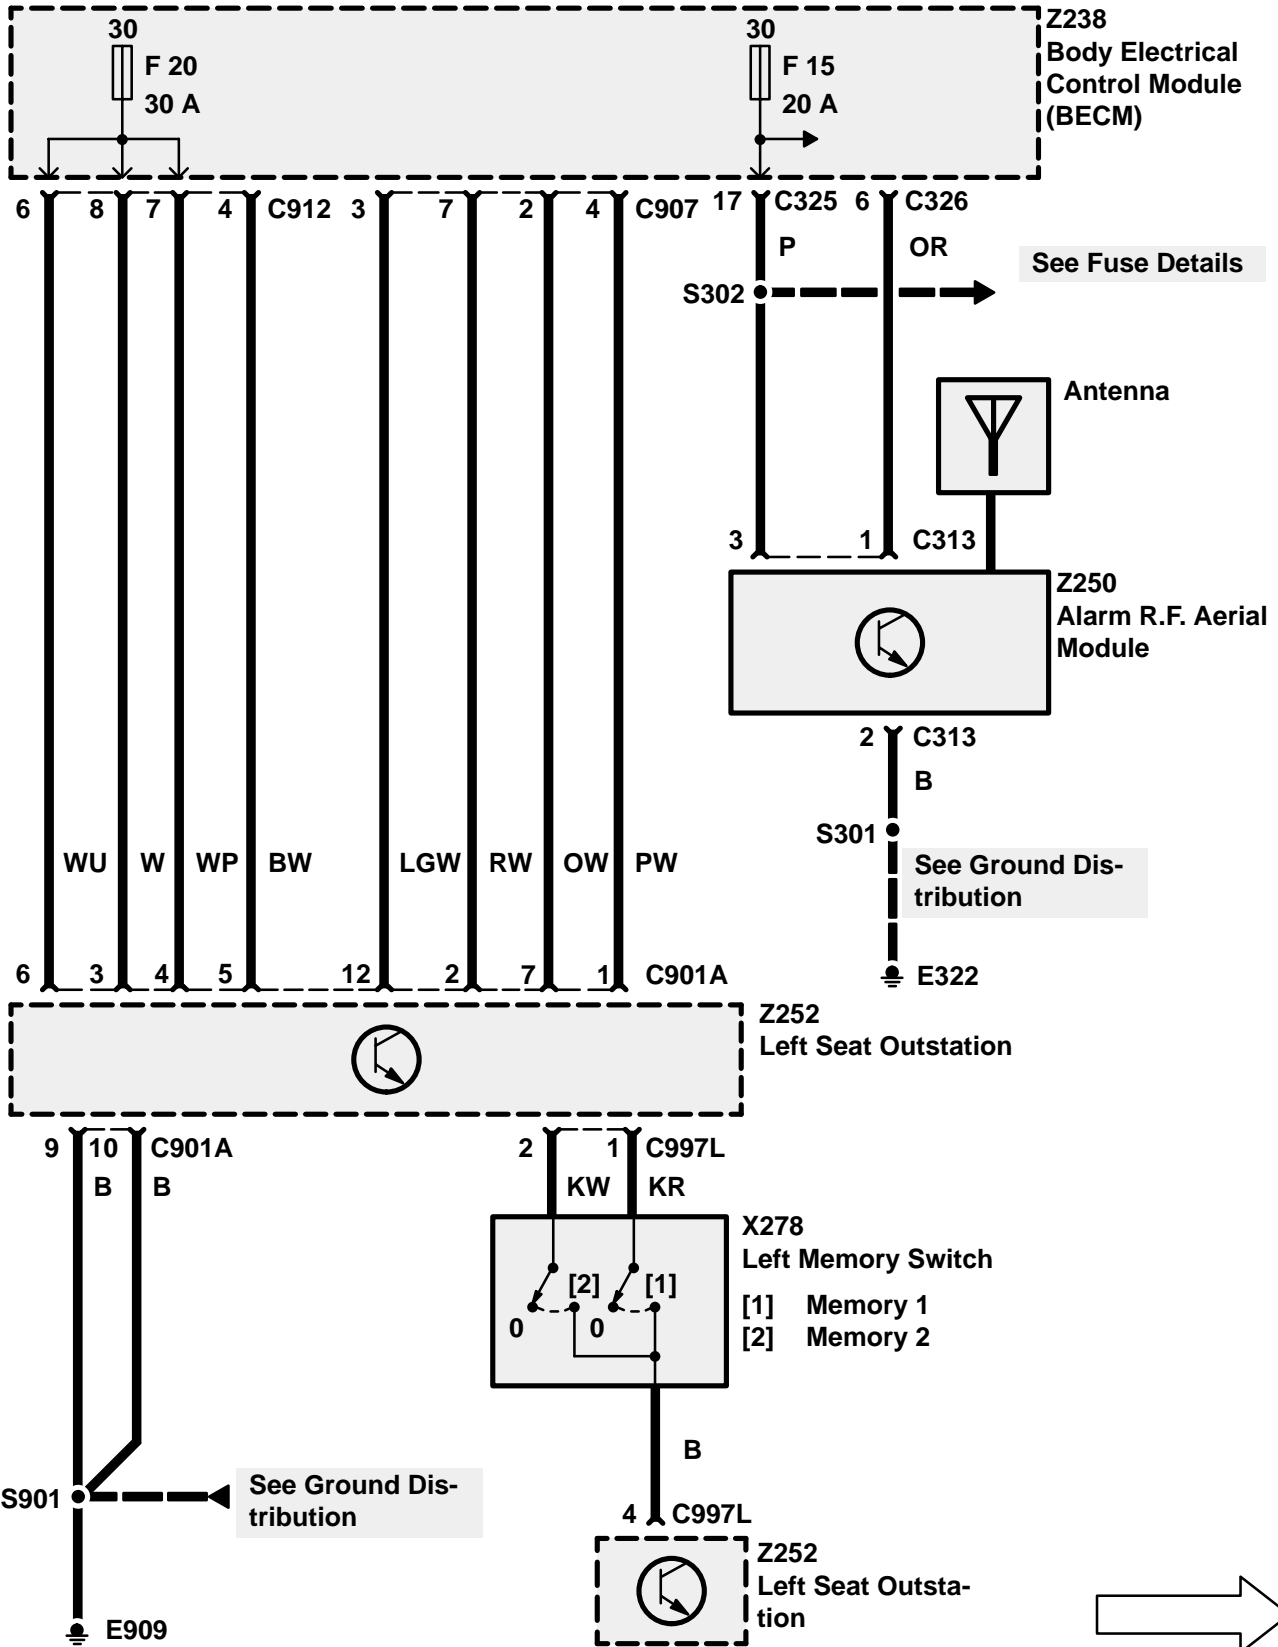 30
F 20
30 A
30
F 15
20 A
Z238
Body Electrical
Control Module
(BECM)
6 8 7 4 C912 3 7 2 4 C907 17 C325 6 C326
P OR
See Fuse Details
S302
Antenna
3 1 C313
Z250
Alarm R.F. Aerial
Module
2 C313
B
S301
See Ground Dis-
tribution
E322
WU W WP BW LGW RW OW PW
6 3 4 5 12 2 7 1 C901A
Z252
Left Seat Outstation
9 10 C901A 2 1 C997L
B B KW KR
X278
Left Memory Switch
[2] [1]
0 0
[1] Memory 1
[2] Memory 2
B
S901
See Ground Dis-
tribution
4 C997L
Z252
Left Seat Outsta-
tion
E909